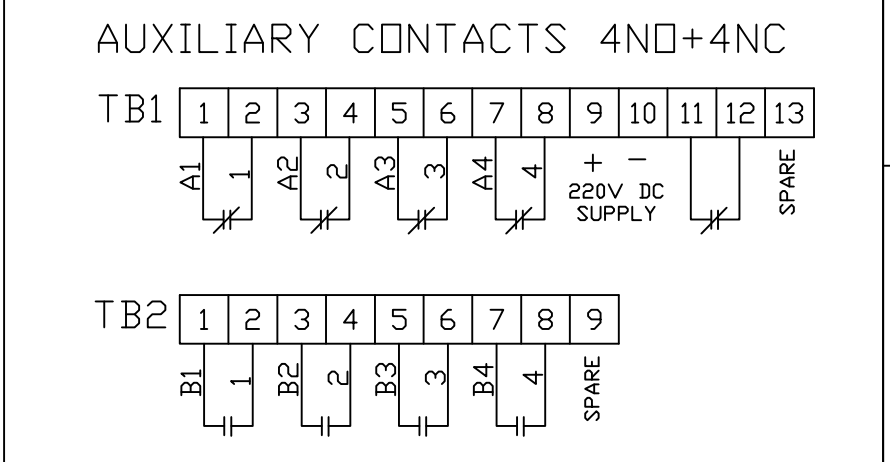 AUXILIARY CONTACTS 4NO+4NC
TB1 1 2 3 4 5 6 7 8 9 10 11 12 13
A1 1 A2 2 A3 3 A4 4 + - SPARE
220V DC
SUPPLY
TB2 1 2 3 4 5 6 7 8 9
B1 1 B2 2 B3 3 B4 4 SPARE